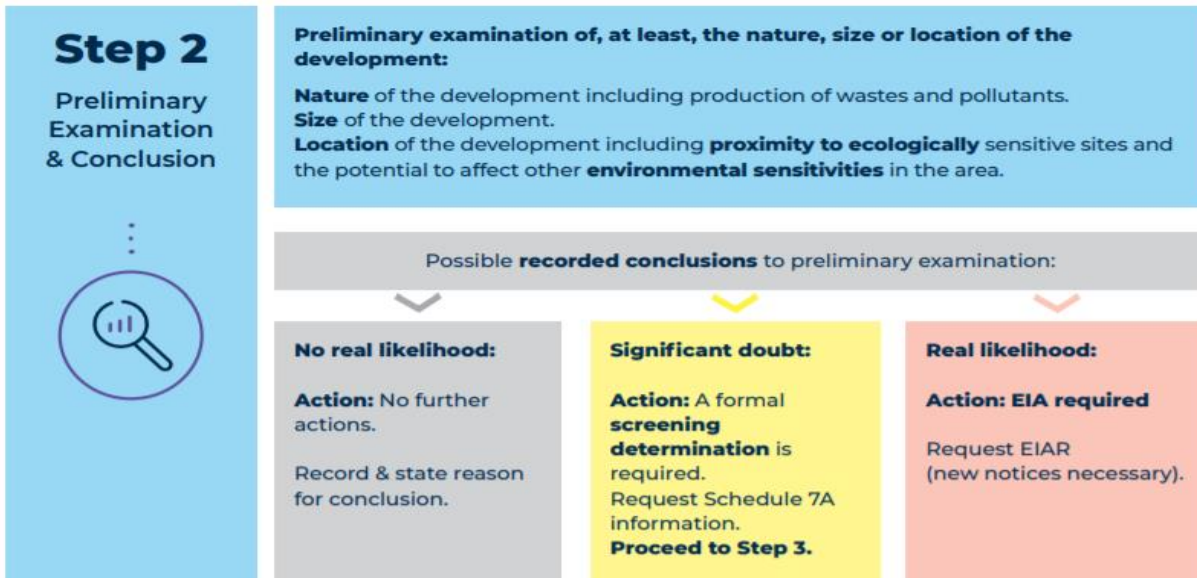 Step 2
Preliminary
Examination
& Conclusion
Preliminary examination of, at least, the nature, size or location of the
development:
Nature of the development including production of wastes and pollutants.
Size of the development.
Location of the development including proximity to ecologically sensitive sites and
the potential to affect other environmental sensitivities in the area.
Possible recorded conclusions to preliminary examination:
No real likelihood:
Action: No further
actions.
Record & state reason
for conclusion.
Significant doubt:
Action: A formal
screening
determination is
required.
Request Schedule 7A
information.
Proceed to Step 3.
Real likelihood:
Action: EIA required
Request EIAR
(new notices necessary).